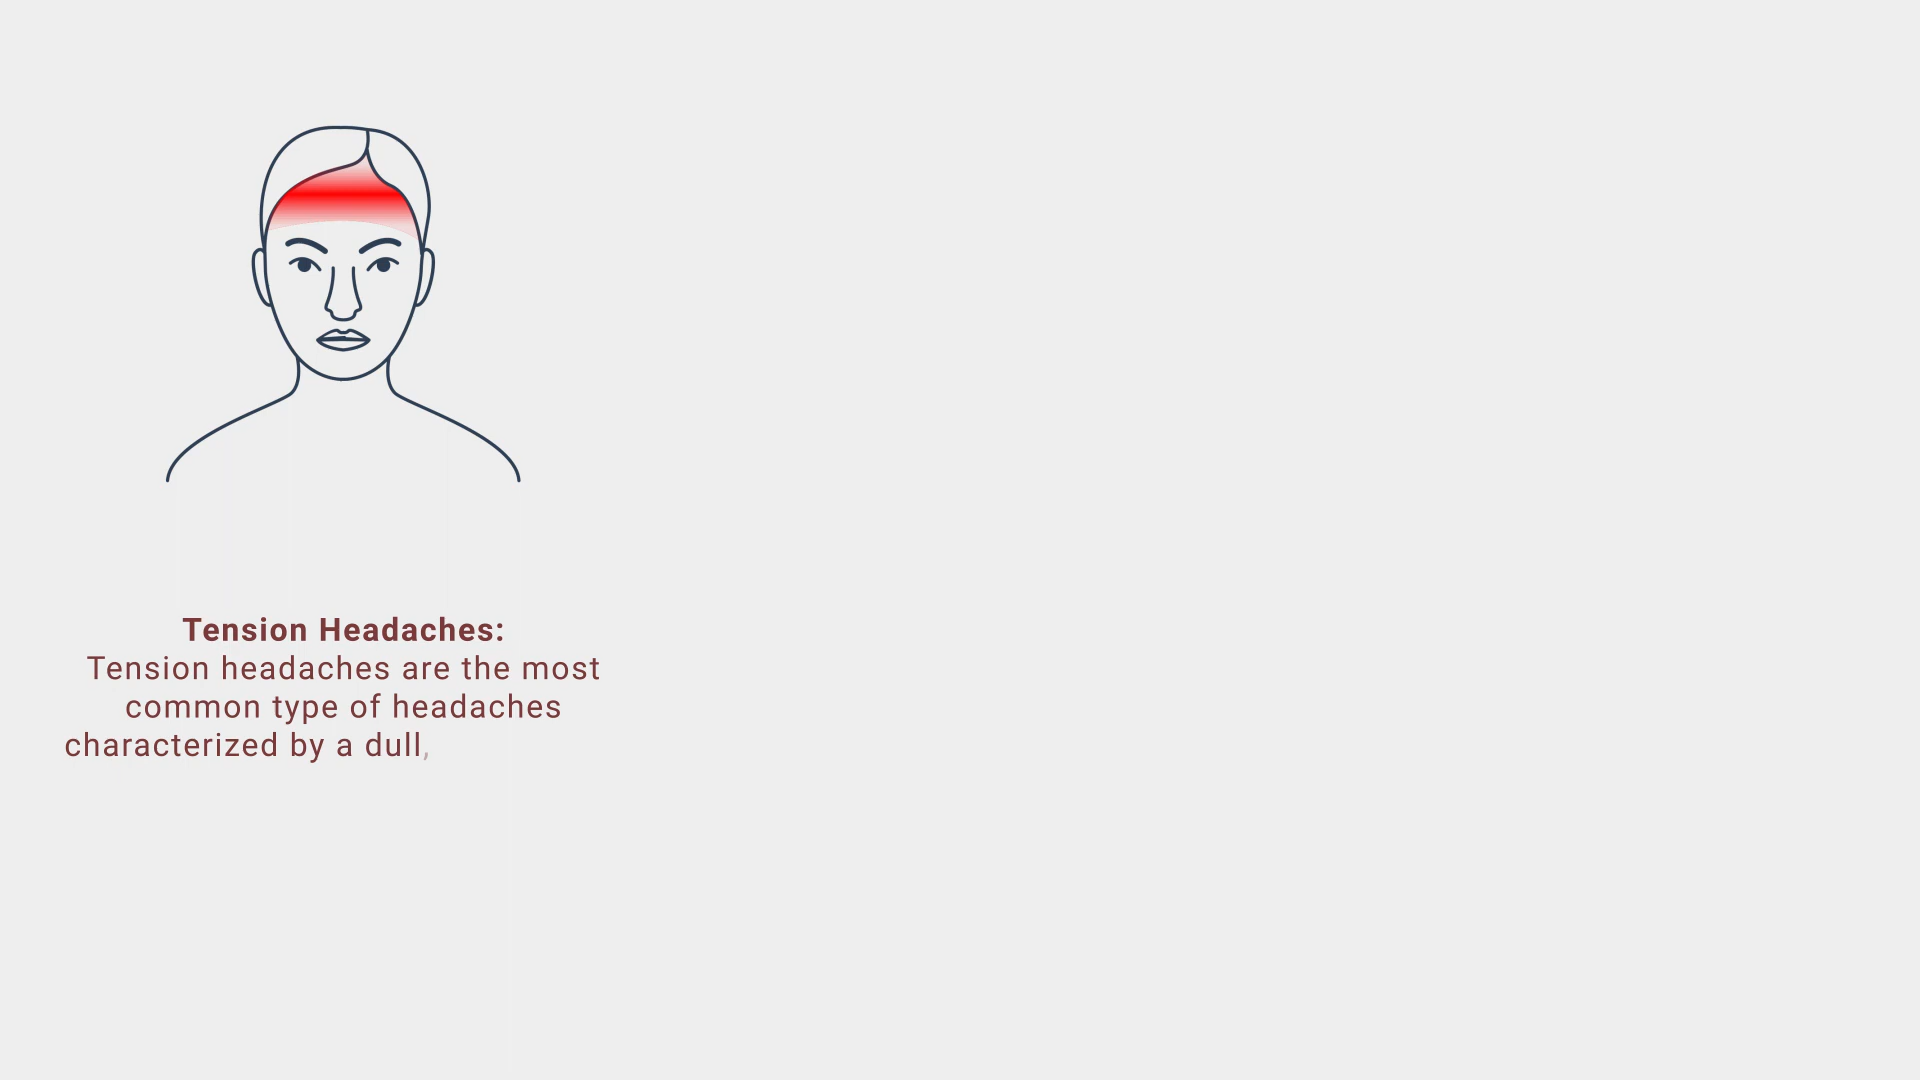 Tension Headaches:
Tension headaches are the most
common type of headaches
characterized by a dull,